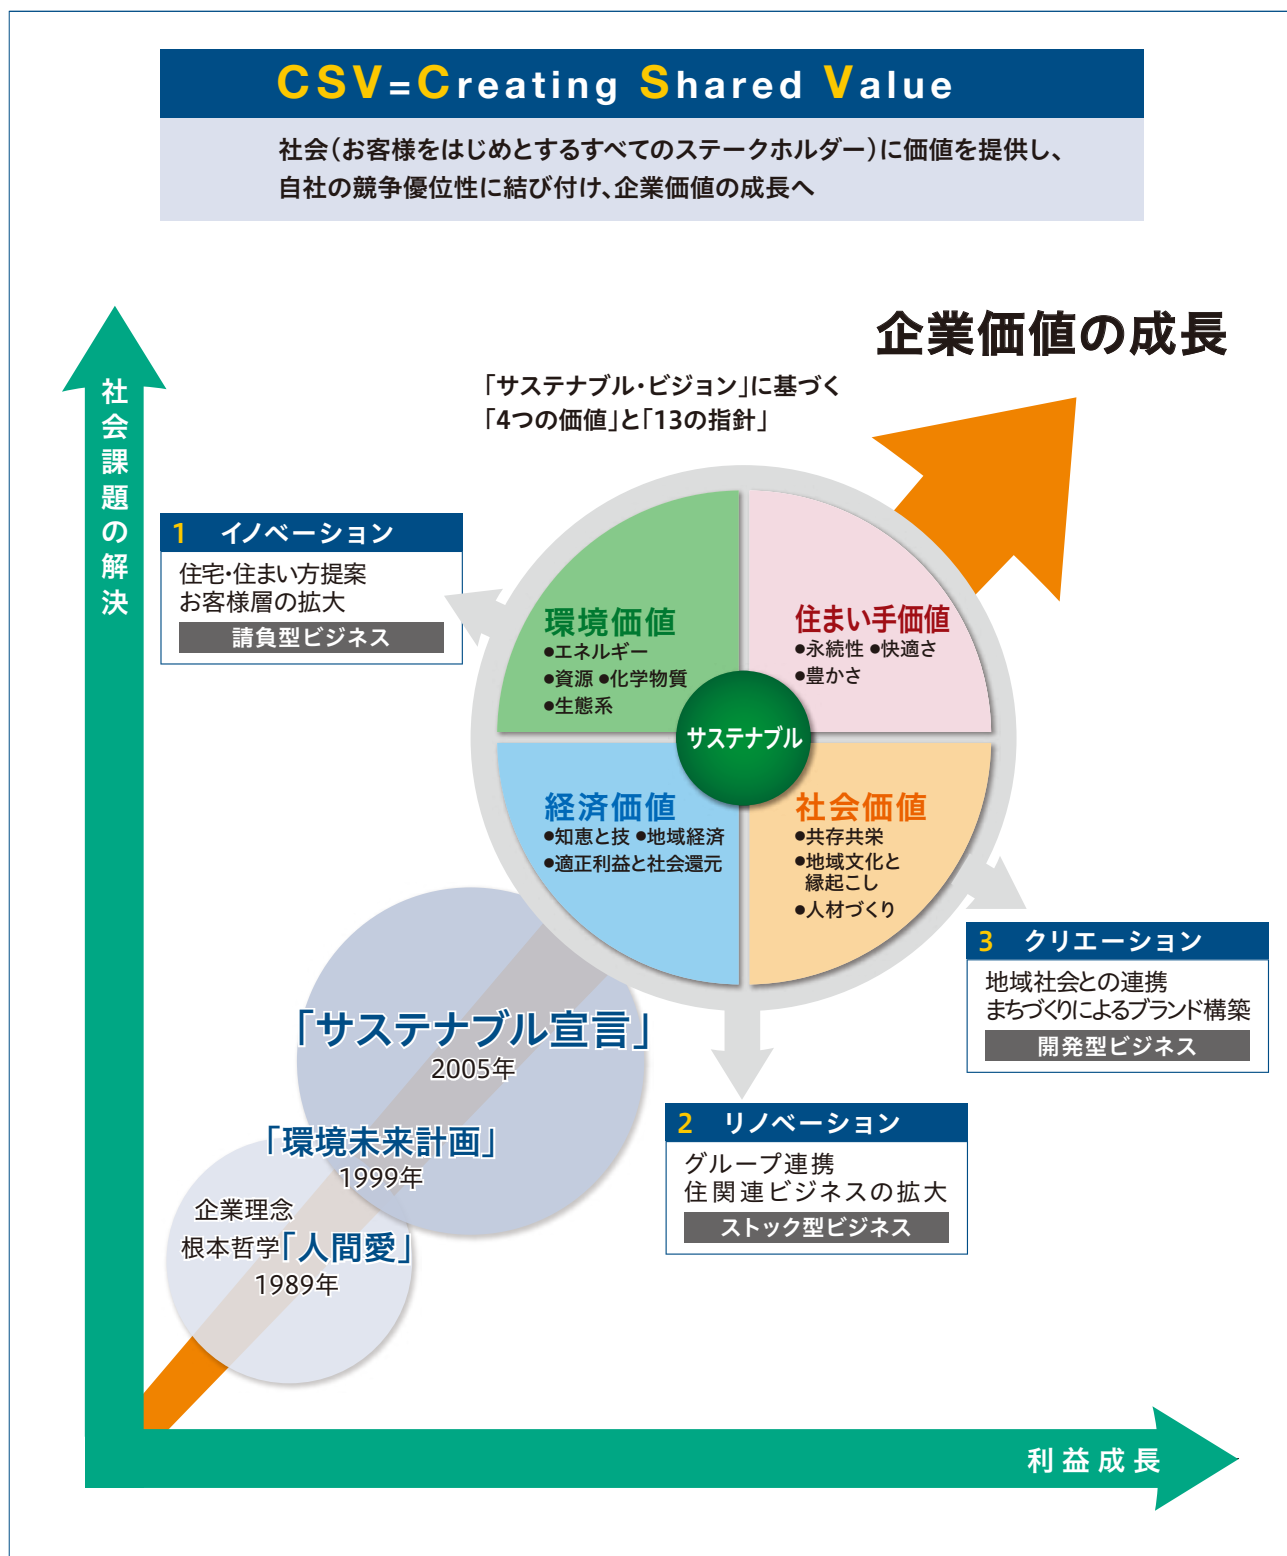 CSV=Creating Shared Value
社会(お客様をはじめとするすべてのステークホルダー)に価値を提供し、
自社の競争優位性に結び付け、企業価値の成長へ
企業価値の成長
社会課題の解決
「サステナブル・ビジョン」に基づく
「4つの価値」と「13の指針」
1 イノベーション
住宅・住まい方提案
お客様層の拡大
請負型ビジネス
環境価値
●エネルギー
●資源 ●化学物質
●生態系
住まい手価値
●永続性 ●快適さ
●豊かさ
サステナブル
経済価値
●知恵と技 ●地域経済
●適正利益と社会還元
社会価値
●共存共栄
●地域文化と
縁起こし
●人材づくり
3 クリエーション
地域社会との連携
まちづくりによるブランド構築
開発型ビジネス
「サステナブル宣言」
2005年
2 リノベーション
グループ連携
住関連ビジネスの拡大
ストック型ビジネス
「環境未来計画」
1999年
企業理念
根本哲学「人間愛」
1989年
利益成長